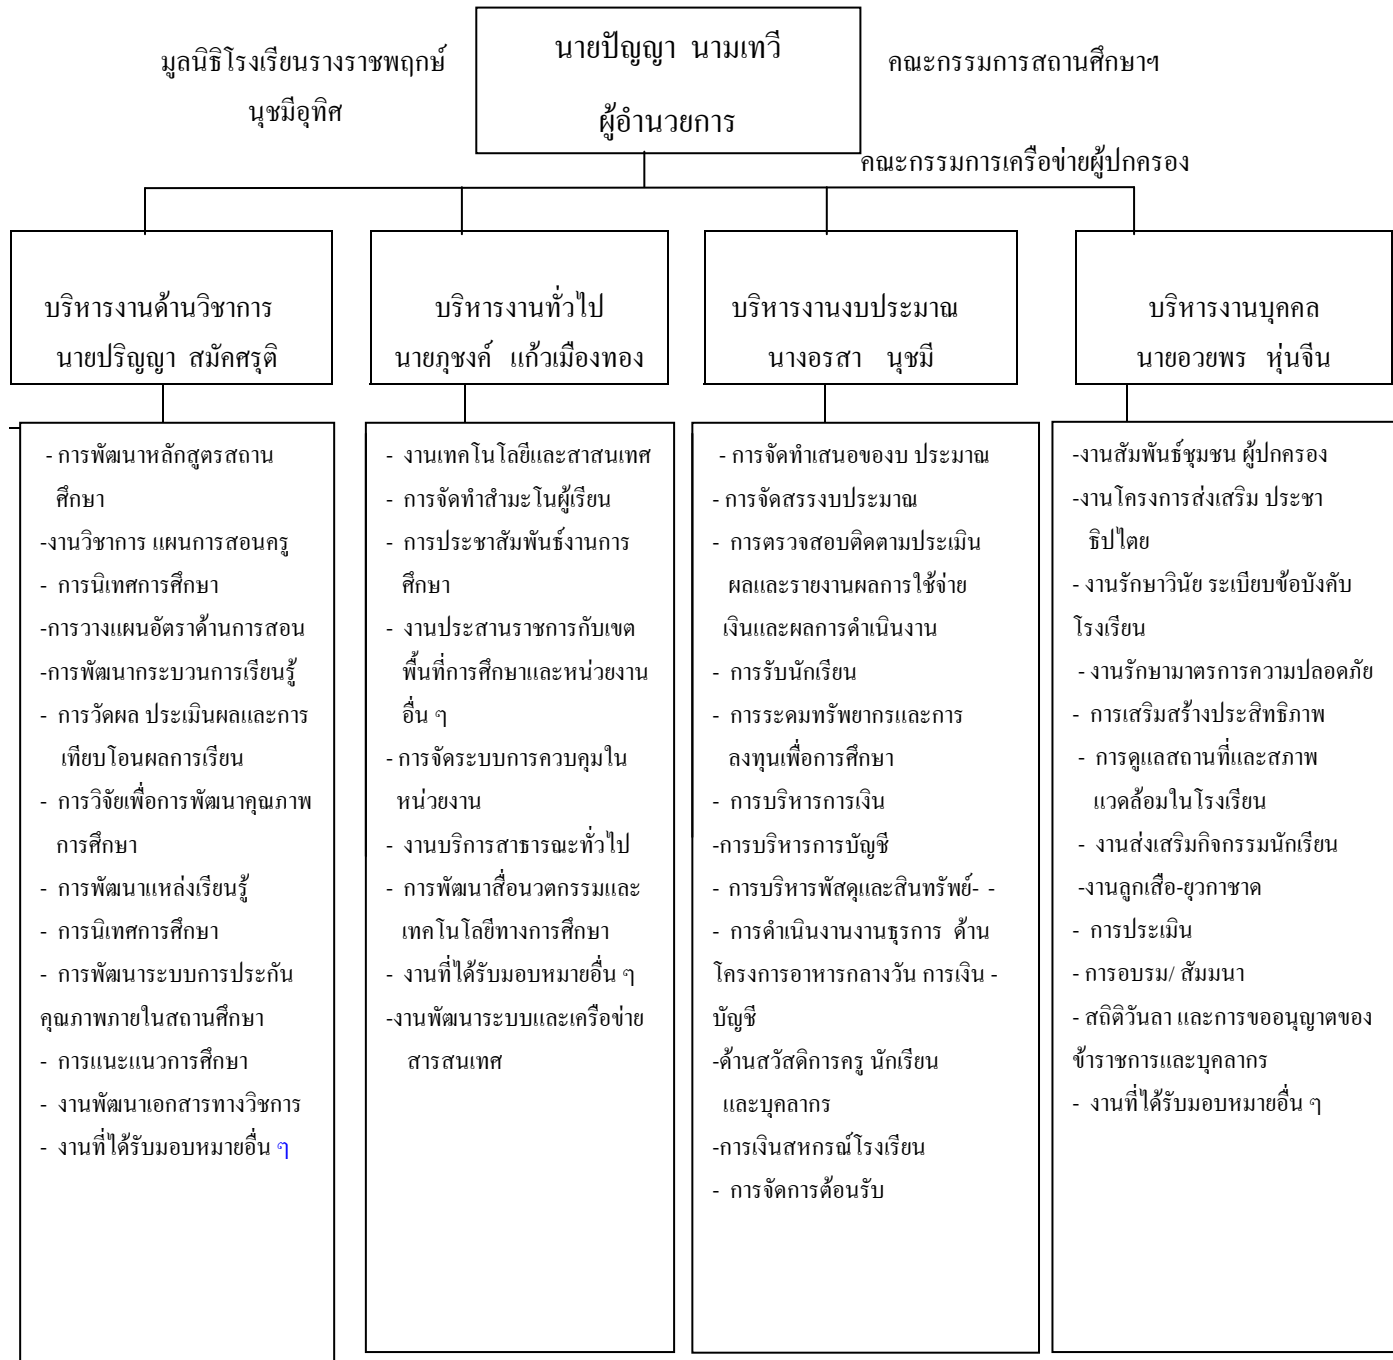 นายปัญญา นามเทวี
มูลนิธิโรงเรียนรางราชพฤกษ์
คณะกรรมการสถานศึกษาฯ
นุชมีอุทิศ
ผู้อำนวยการ
คณะกรรมการเครือข่ายผู้ปกครอง
บริหารงานด้านวิชาการ
นายปริญญา สมัคศรุติ
บริหารงานทั่วไป
นายภุชงค์ แก้วเมืองทอง
บริหารงานงบประมาณ
นางอรสา นุชมี
บริหารงานบุคคล
นายอวยพร หุ่นจีน
- การพัฒนาหลักสูตรสถาน
ศึกษา
-งานวิชาการ แผนการสอนครู
- การนิเทศการศึกษา
-การวางแผนอัตราด้านการสอน
-การพัฒนากระบวนการเรียนรู้
- การวัดผล ประเมินผลและการ
เทียบโอนผลการเรียน
- การวิจัยเพื่อการพัฒนาคุณภาพ
การศึกษา
- การพัฒนาแหล่งเรียนรู้
- การนิเทศการศึกษา
- การพัฒนาระบบการประกัน
คุณภาพภายในสถานศึกษา
- การแนะแนวการศึกษา
- งานพัฒนาเอกสารทางวิชการ
- งานที่ได้รับมอบหมายอื่น ๆ
- งานเทคโนโลยีและสาสนเทศ
- การจัดทำสำมะโนผู้เรียน
- การประชาสัมพันธ์งานการ
ศึกษา
- งานประสานราชการกับเขต
พื้นที่การศึกษาและหน่วยงาน
อื่น ๆ
- การจัดระบบการควบคุมใน
หน่วยงาน
- งานบริการสาธารณะทั่วไป
- การพัฒนาสื่อนวตกรรมและ
เทคโนโลยีทางการศึกษา
- งานที่ได้รับมอบหมายอื่น ๆ
-งานพัฒนาระบบและเครือข่าย
สารสนเทศ
- การจัดทำเสนอของบ ประมาณ
- การจัดสรรงบประมาณ
- การตรวจสอบติดตามประเมิน
ผลและรายงานผลการใช้จ่าย
เงินและผลการดำเนินงาน
- การรับนักเรียน
- การระดมทรัพยากรและการ
ลงทุนเพื่อการศึกษา
- การบริหารการเงิน
-การบริหารการบัญชี
- การบริหารพัสดุและสินทรัพย์- -
- การดำเนินงานงานธุรการ ด้าน
โครงการอาหารกลางวัน การเงิน -
บัญชี
-ด้านสวัสดิการครู นักเรียน
และบุคลากร
-การเงินสหกรณ์โรงเรียน
- การจัดการต้อนรับ
-งานสัมพันธ์ชุมชน ผู้ปกครอง
-งานโครงการส่งเสริม ประชา
ธิปไตย
- งานรักษาวินัย ระเบียบข้อบังคับ
โรงเรียน
- งานรักษามาตรการความปลอดภัย
- การเสริมสร้างประสิทธิภาพ
- การดูแลสถานที่และสภาพ
แวดล้อมในโรงเรียน
- งานส่งเสริมกิจกรรมนักเรียน
-งานลูกเสือ-ยุวกาชาด
- การประเมิน
- การอบรม/ สัมมนา
- สถิติวันลา และการขออนุญาตของ
ข้าราชการและบุคลากร
- งานที่ได้รับมอบหมายอื่น ๆ